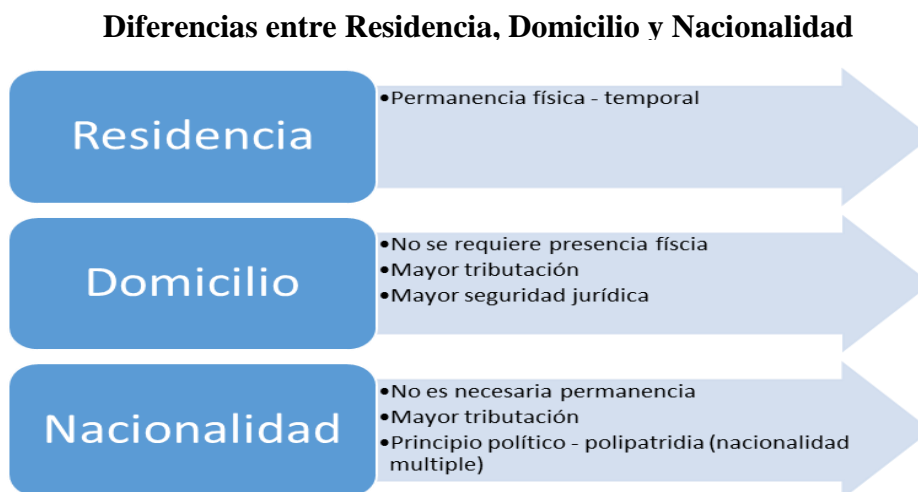 Diferencias entre Residencia, Domicilio y Nacionalidad
Residencia
•Permanencia física - temporal
Domicilio
•No se requiere presencia físcia
•Mayor tributación
•Mayor seguridad jurídica
Nacionalidad
•No es necesaria permanencia
•Mayor tributación
•Principio político - polipatridia (nacionalidad
multiple)